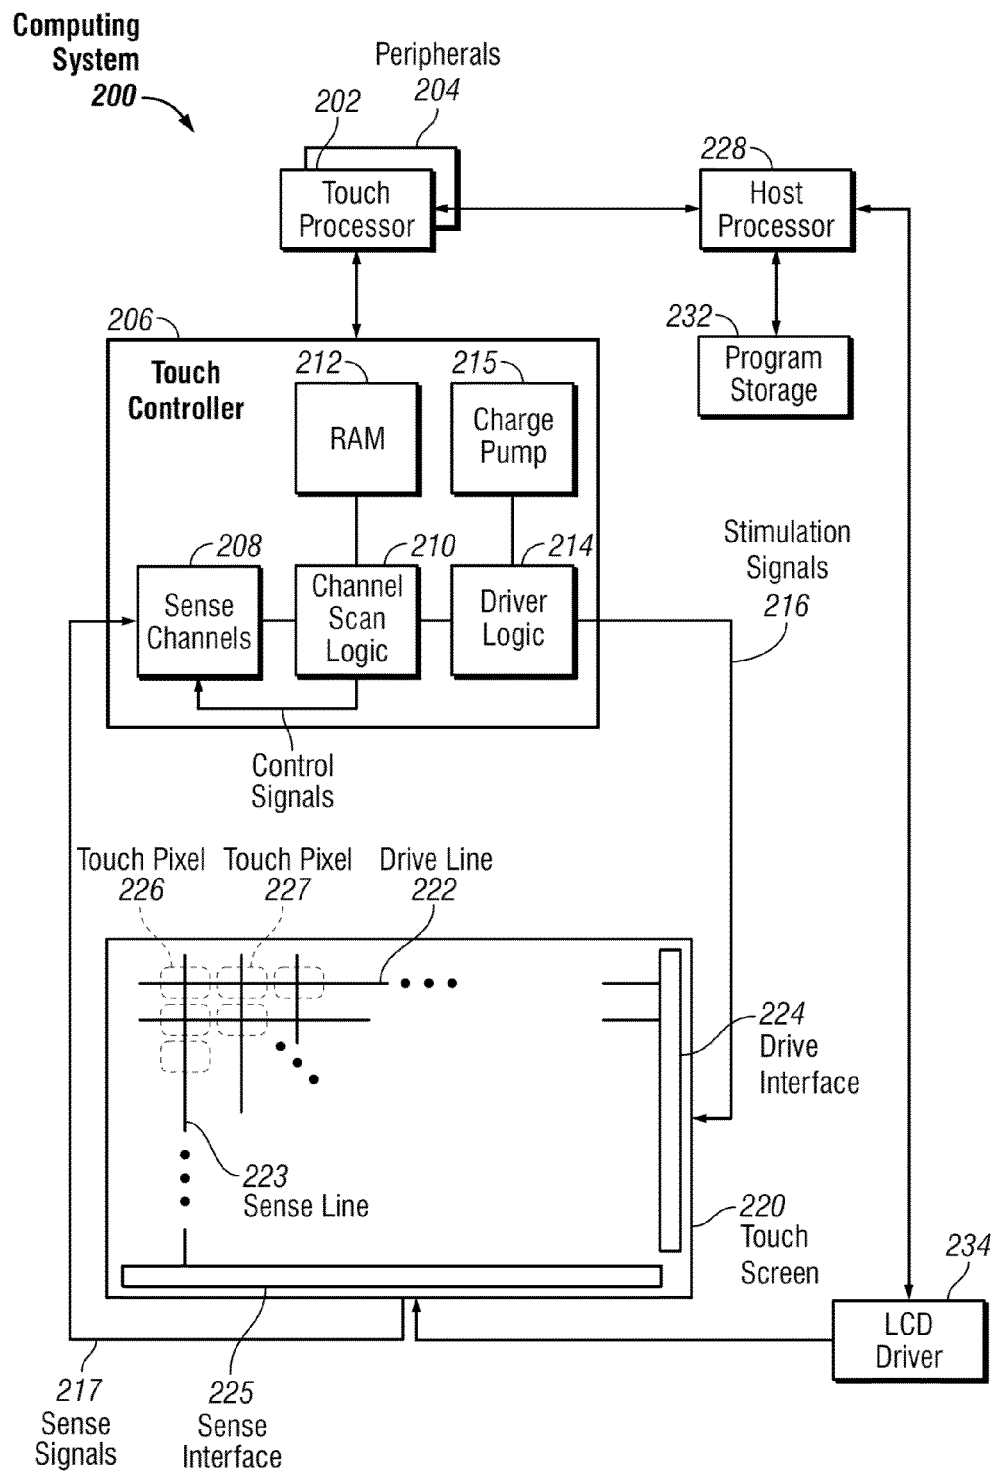 Computing
System
200
Peripherals
204
202
Touch
Processor
228
Host
Processor
232
Program
Storage
206
Touch
Controller
212
RAM
215
Charge
Pump
208
Sense
Channels
210
Channel
Scan
Logic
214
Driver
Logic
Stimulation
Signals
216
Control
Signals
Touch Pixel
226
Touch Pixel
227
Drive Line
222
224
Drive
Interface
223
Sense Line
220
Touch
Screen
234
LCD
Driver
217
Sense
Signals
225
Sense
Interface